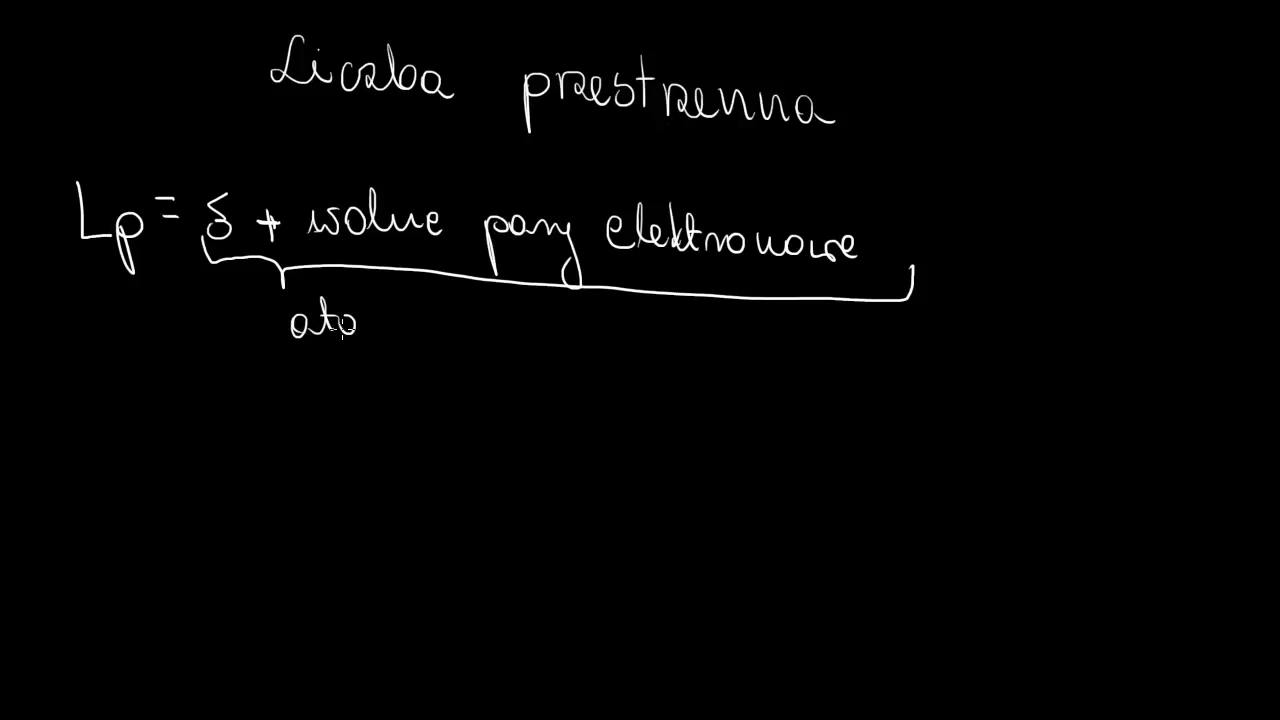 Liczba przestrzenna
Lp = δ + wolne pary elektronowe
ato